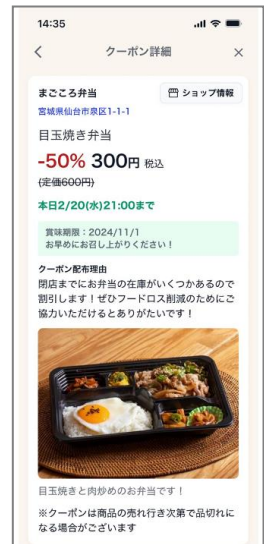 14:35
クーポン詳細
まごころ弁当
ショップ情報
宮城県仙台市泉区1-1-1
目玉焼き弁当
-50% 300円 税込
(定価600円)
本日2/20(水)21:00まで
賞味期限：2024/11/1
お早めにお召し上がりください！
クーポン配布理由
閉店までにお弁当の在庫がいくつかあるので
割引します！ぜひフードロス削減のためにご
協力いただけるとありがたいです！
目玉焼きと肉炒めのお弁当です！
※クーポンは商品の売れ行き次第で品切れに
なる場合がございます